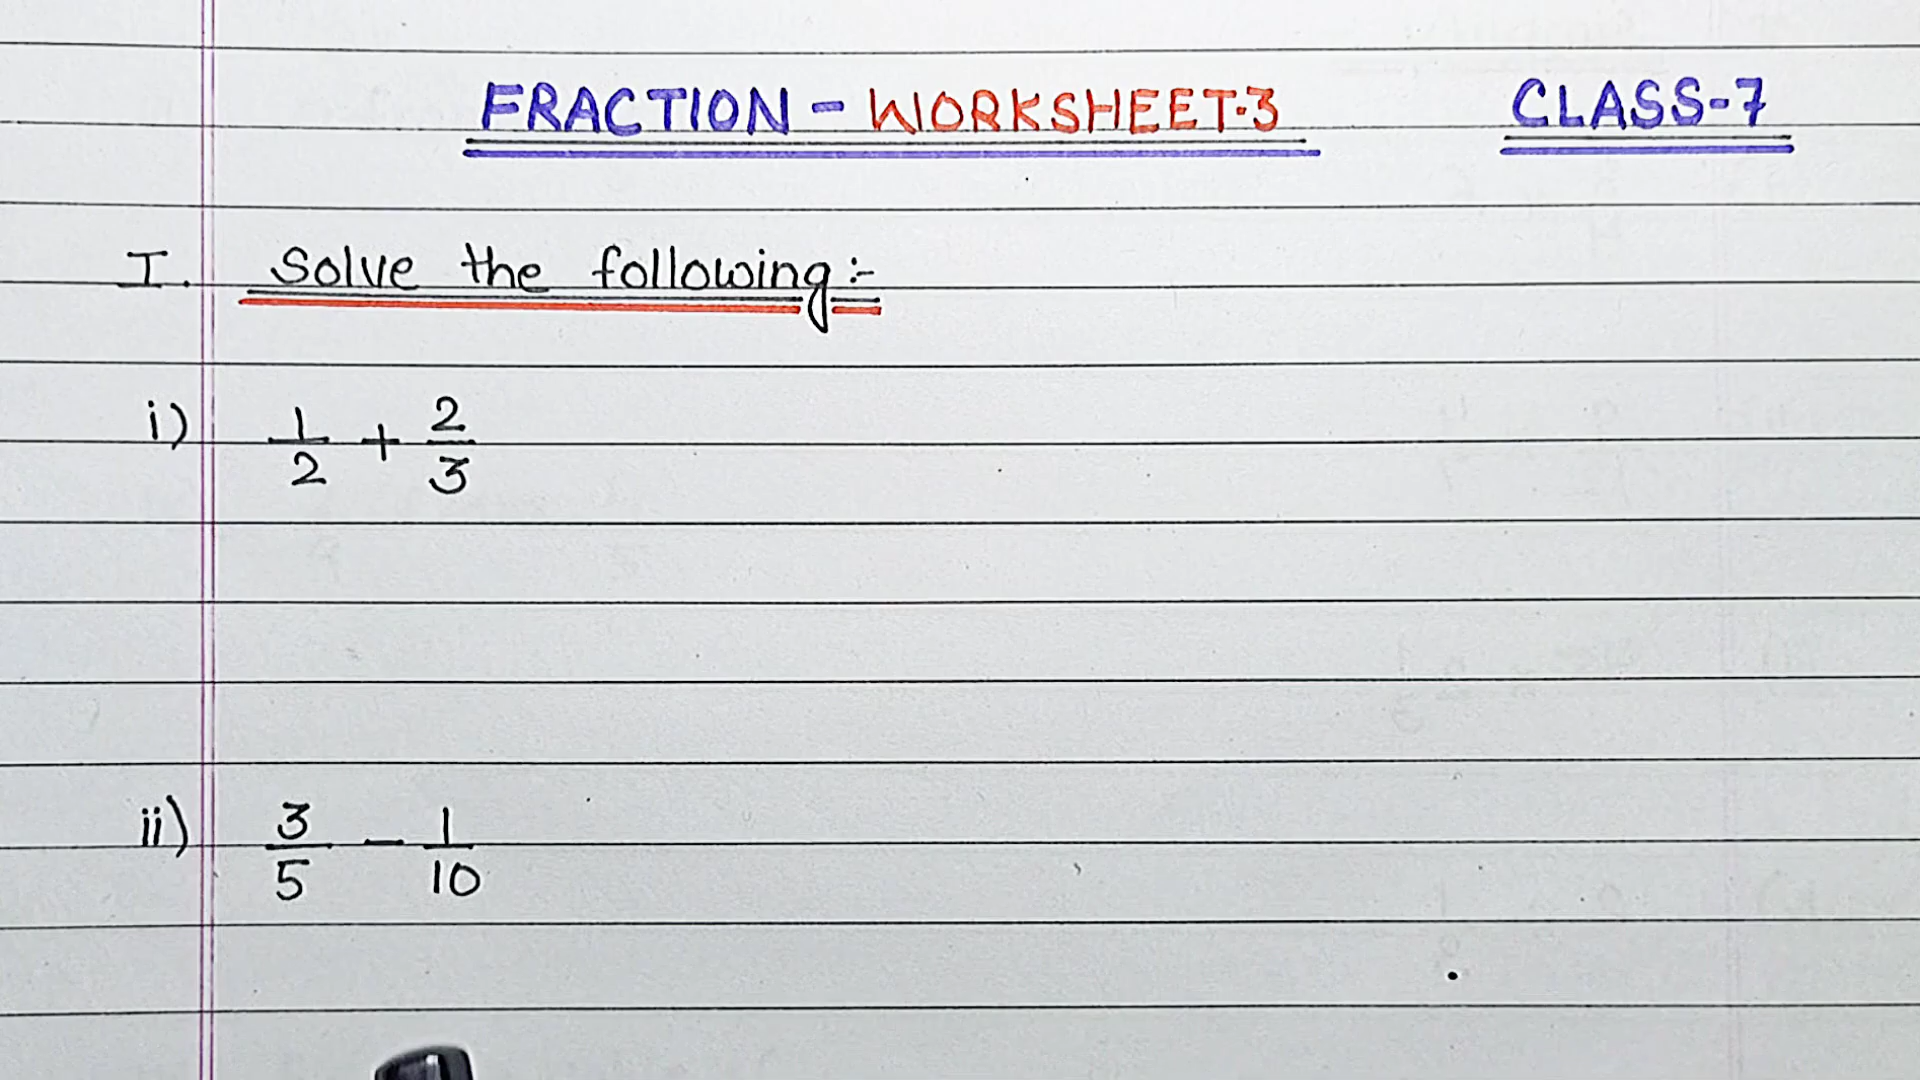 FRACTION - WORKSHEET-3 CLASS-7
I. Solve the following:-
i) 1/2 + 2/3
ii) 3/5 - 1/10